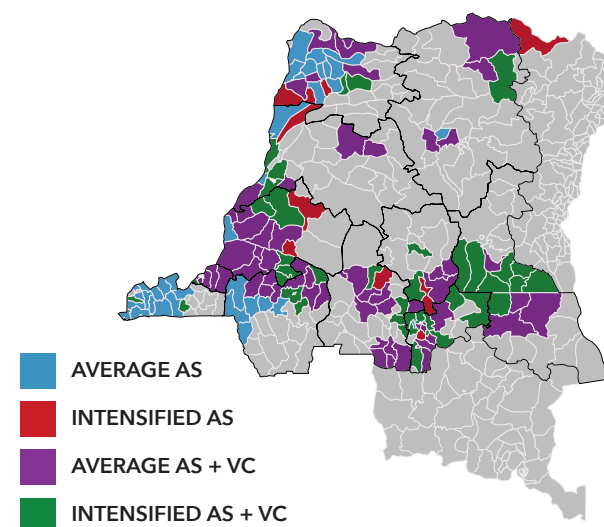 AVERAGE AS
INTENSIFIED AS
AVERAGE AS + VC
INTENSIFIED AS + VC